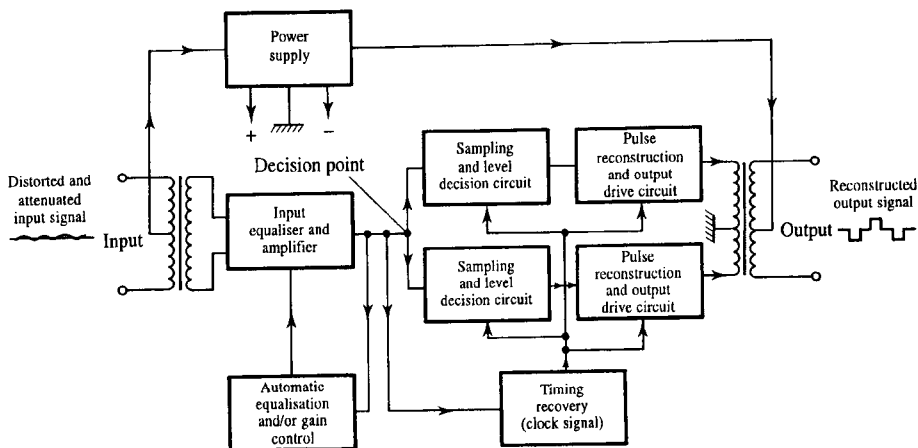 Power
supply
+
−
Decision point
Distorted and
attenuated
input signal
Input
Input
equaliser and
amplifier
Sampling
and level
decision circuit
Pulse
reconstruction
and output
drive circuit
Sampling
and level
decision circuit
Pulse
reconstruction
and output
drive circuit
Reconstructed
output signal
Output
Automatic
equalisation
and/or gain
control
Timing
recovery
(clock signal)